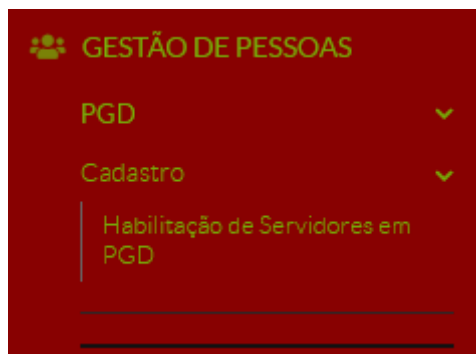 GESTÃO DE PESSOAS
PGD
Cadastro
Habilitação de Servidores em
PGD